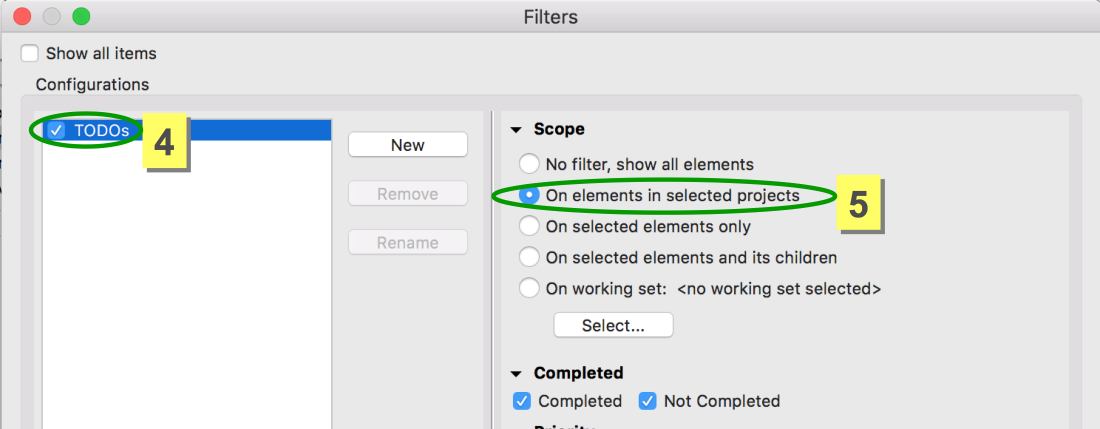 Filters
Show all items
Configurations
TODOs
4
New
Remove
Rename
Scope
No filter, show all elements
On elements in selected projects
5
On selected elements only
On selected elements and its children
On working set: <no working set selected>
Select...
Completed
Completed
Not Completed
Priority